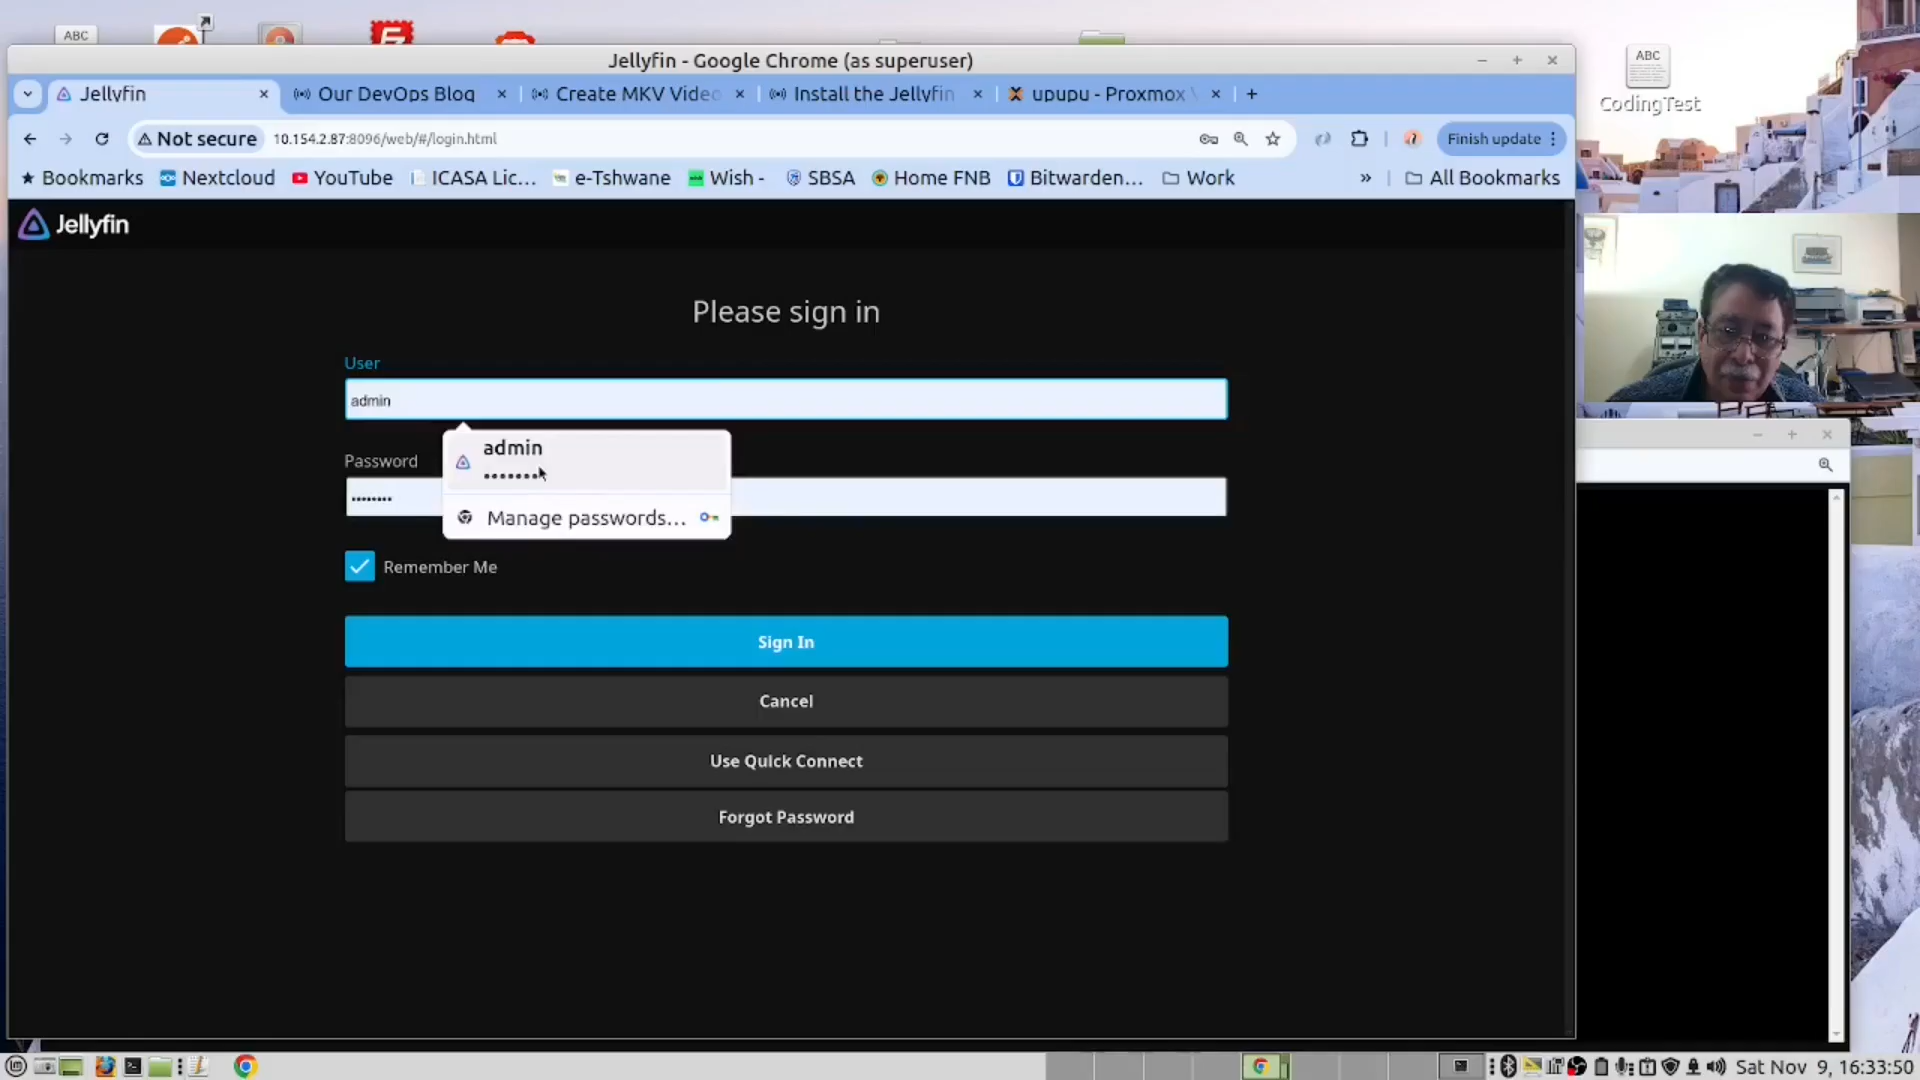 ABC
Jellyfin - Google Chrome (as superuser)
Jellyfin
Our DevOps Blog
Create MKV Video
Install the Jellyfin
upupu - Proxmox V
Not secure
10.154.2.87:8096/web/#/login.html
Finish update
Bookmarks
Nextcloud
YouTube
ICASA Lic...
e-Tshwane
Wish -
SBSA
Home FNB
Bitwarden...
Work
»
All Bookmarks
ABC
CodingTest
Jellyfin
Please sign in
User
admin
admin
••••••••
Password
••••••••
Manage passwords...
Remember Me
Sign In
Cancel
Use Quick Connect
Forgot Password
Sat Nov 9, 16:33:50